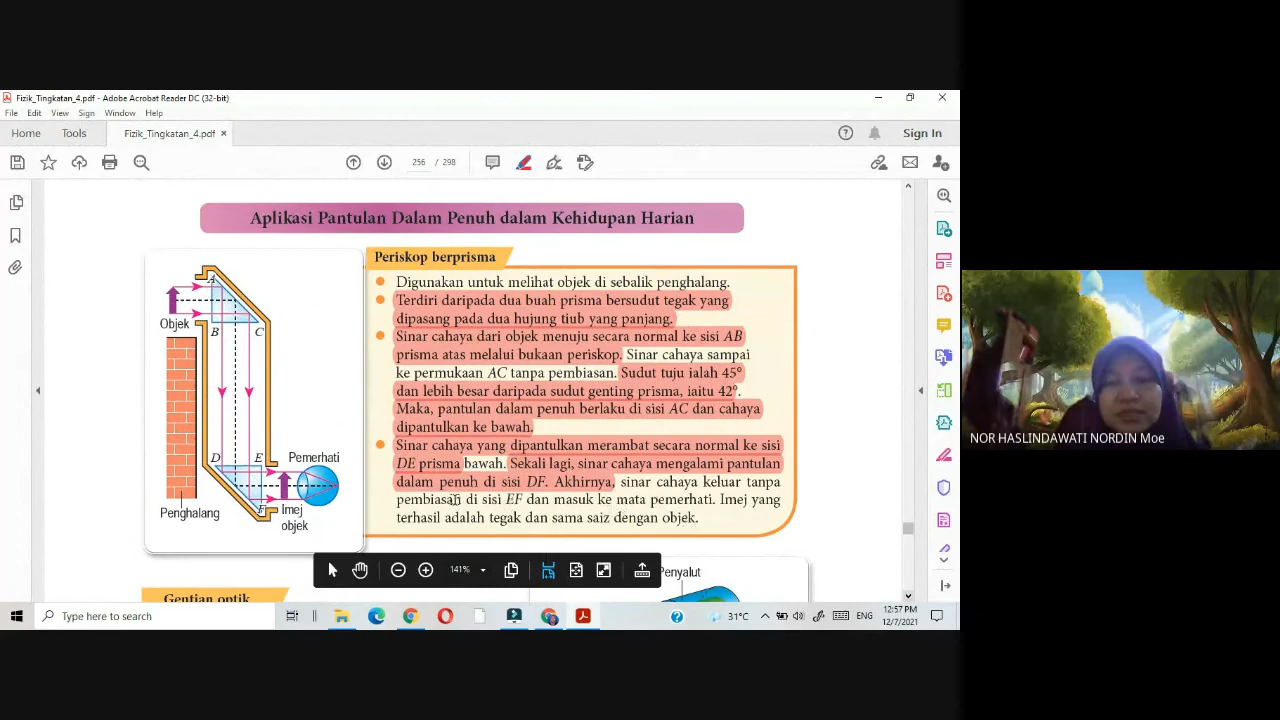 Fizik_Tingkatan_4.pdf - Adobe Acrobat Reader DC (32-bit)
File Edit View Sign Window Help
Home Tools Fizik_Tingkatan_4.pdf × Sign In
256 / 298
Aplikasi Pantulan Dalam Penuh dalam Kehidupan Harian
Periskop berprisma
Digunakan untuk melihat objek di sebalik penghalang.
Terdiri daripada dua buah prisma bersudut tegak yang
dipasang pada dua hujung tiub yang panjang.
Sinar cahaya dari objek menuju secara normal ke sisi AB
prisma atas melalui bukaan periskop. Sinar cahaya sampai
ke permukaan AC tanpa pembiasan. Sudut tuju ialah 45°
dan lebih besar daripada sudut genting prisma, iaitu 42°.
Maka, pantulan dalam penuh berlaku di sisi AC dan cahaya
dipantulkan ke bawah.
Sinar cahaya yang dipantulkan merambat secara normal ke sisi
DE prisma bawah. Sekali lagi, sinar cahaya mengalami pantulan
dalam penuh di sisi DF. Akhirnya, sinar cahaya keluar tanpa
pembiasan di sisi EF dan masuk ke mata pemerhati. Imej yang
terhasil adalah tegak dan sama saiz dengan objek.
A
Objek
B C
D E
Pemerhati
F
Imej
objek
Penghalang
141%
Gentian optik
Penyalut
NOR HASLINDAWATI NORDIN Moe
Type here to search
31°C
ENG
12:57 PM
12/7/2021